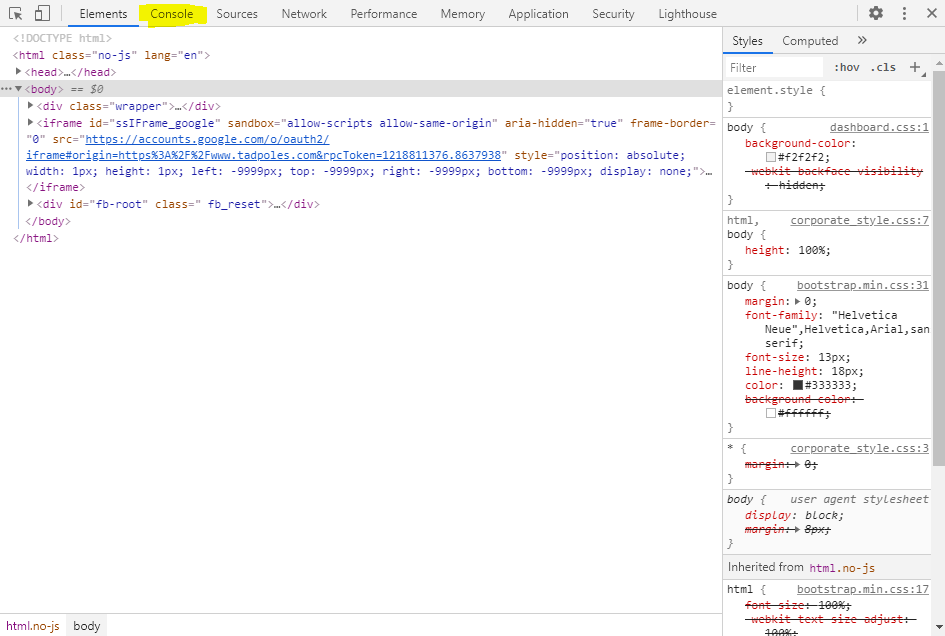 Elements Console Sources Network Performance Memory Application Security Lighthouse
<!DOCTYPE html>
<html class="no-js" lang="en">
<head>…</head>
<body> == $0
<div class="wrapper">…</div>
<iframe id="ssIFrame_google" sandbox="allow-scripts allow-same-origin" aria-hidden="true" frame-border=
"0" src="https://accounts.google.com/o/oauth2/
iframe#origin=https%3A%2F%2Fwww.tadpoles.com&rpcToken=1218811376.8637938" style="position: absolute;
width: 1px; height: 1px; left: -9999px; top: -9999px; right: -9999px; bottom: -9999px; display: none;">…
</iframe>
<div id="fb-root" class=" fb_reset">…</div>
</body>
</html>
html.no-js body
Styles Computed »
Filter :hov .cls +
element.style {
}
body { dashboard.css:1
background-color:
#f2f2f2;
-webkit-backface-visibility
: hidden;
}
html, corporate_style.css:7
body {
height: 100%;
}
body { bootstrap.min.css:31
margin: 0;
font-family: "Helvetica
Neue",Helvetica,Arial,san
serif;
font-size: 13px;
line-height: 18px;
color: #333333;
background-color:
#ffffff;
}
* { corporate_style.css:3
margin: 0;
}
body { user agent stylesheet
display: block;
margin: 8px;
}
Inherited from html.no-js
html { bootstrap.min.css:17
font-size: 100%;
-webkit-text-size-adjust:
100%;